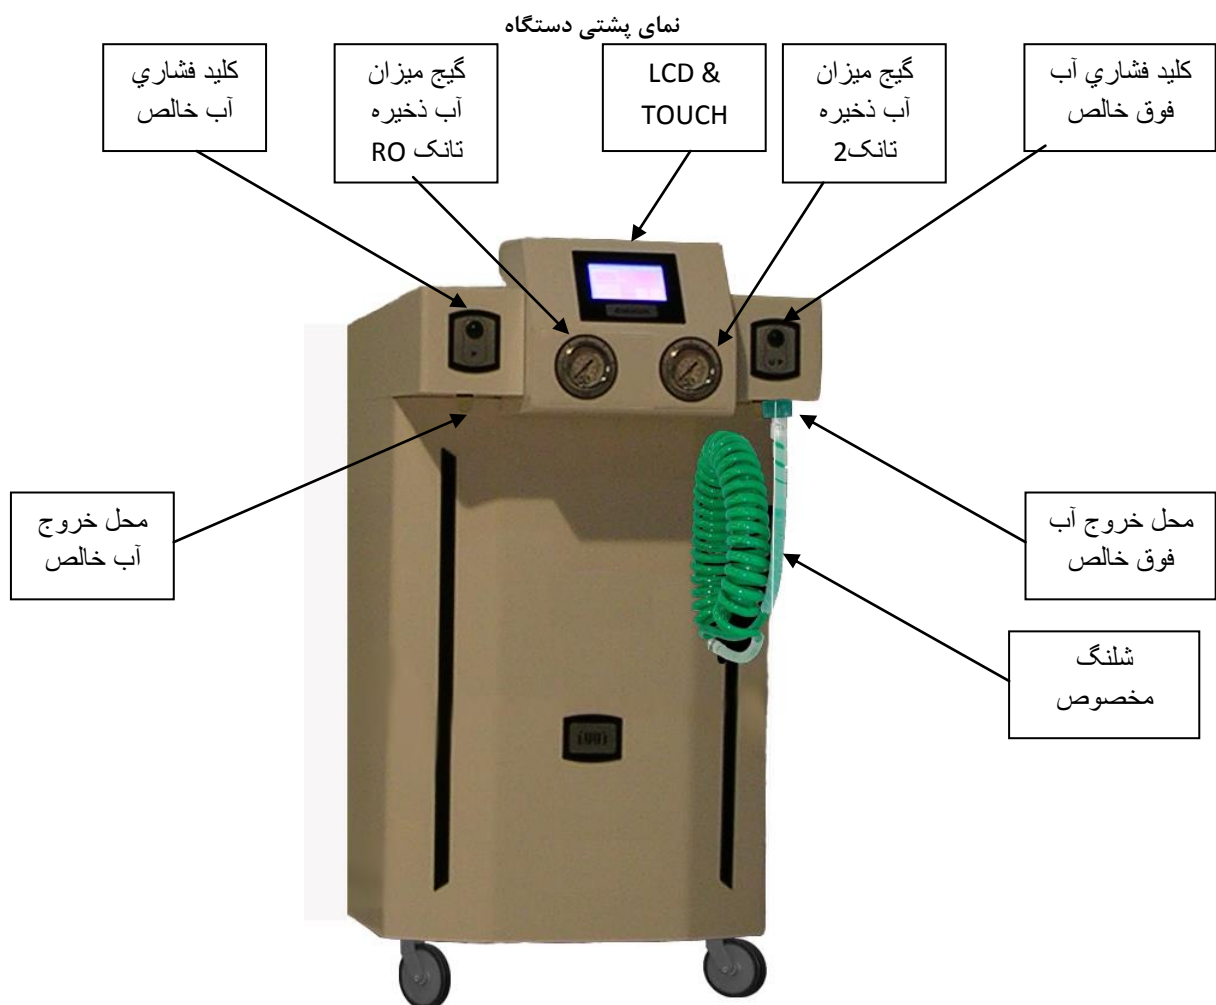 نمای پشتی دستگاه
کلید فشاري آب
فوق خالص
گیج میزان
آب ذخیره
تانک2
LCD &
TOUCH
گیج میزان
آب ذخیره
تانک RO
کلید فشاري
آب خالص
P
UP
محل خروج
آب خالص
محل خروج آب
فوق خالص
شلنگ
مخصوص